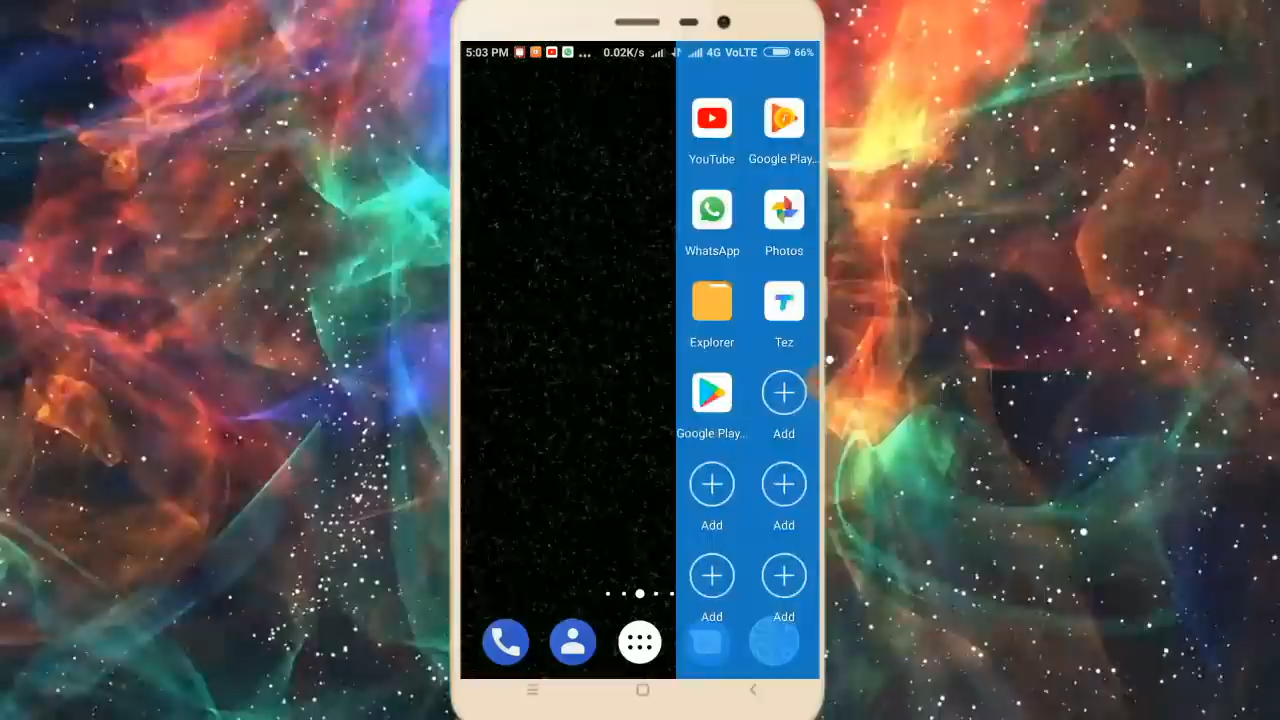 5:03 PM ... 0.02K/s 4G VoLTE 66%
YouTube Google Play...
WhatsApp Photos
Explorer Tez
Google Play... Add
Add Add
Add Add